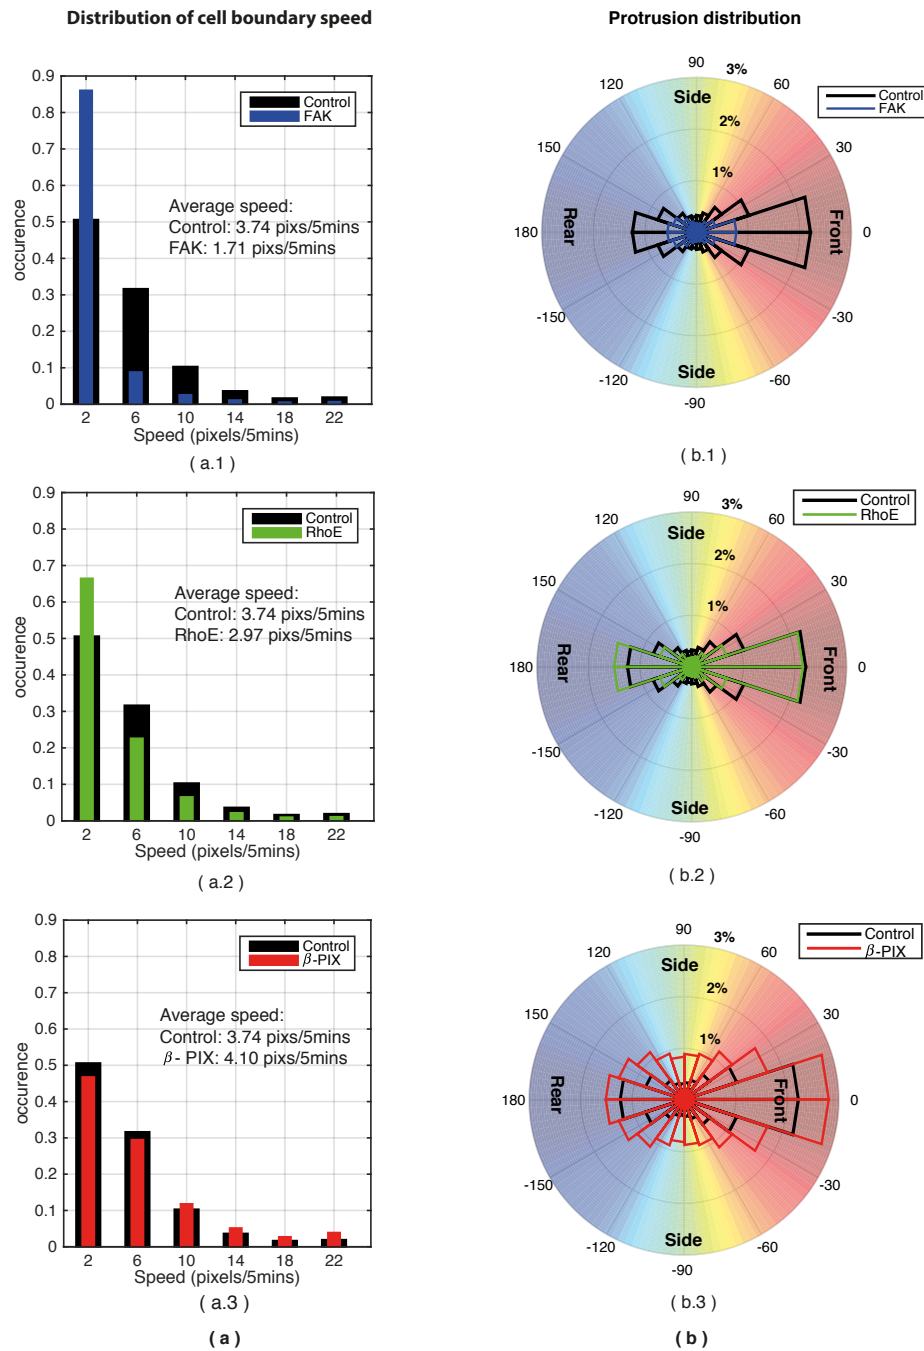 Distribution of cell boundary speed
Protrusion distribution
0.9
0.8
0.7
0.6
0.5
0.4
0.3
0.2
0.1
0
occurence
Control
FAK
Average speed:
Control: 3.74 pixs/5mins
FAK: 1.71 pixs/5mins
2 6 10 14 18 22
Speed (pixels/5mins)
( a.1 )
90
3%
120
60
Side
Control
FAK
2%
150
30
1%
180
Rear
Front
0
-150
-30
Side
-120
-60
-90
( b.1 )
0.9
0.8
0.7
0.6
0.5
0.4
0.3
0.2
0.1
0
occurence
Control
RhoE
Average speed:
Control: 3.74 pixs/5mins
RhoE: 2.97 pixs/5mins
2 6 10 14 18 22
Speed (pixels/5mins)
( a.2 )
90
3%
120
60
Side
Control
RhoE
2%
150
30
1%
180
Rear
Front
0
-150
-30
Side
-120
-60
-90
( b.2 )
0.9
0.8
0.7
0.6
0.5
0.4
0.3
0.2
0.1
0
occurence
Control
β-PIX
Average speed:
Control: 3.74 pixs/5mins
β- PIX: 4.10 pxs/5mins
2 6 10 14 18 22
Speed (pixels/5mins)
( a.3 )
( a )
90
3%
120
60
Side
Control
β-PIX
2%
150
30
1%
180
Rear
Front
0
-150
-30
Side
-120
-60
-90
( b.3 )
( b )